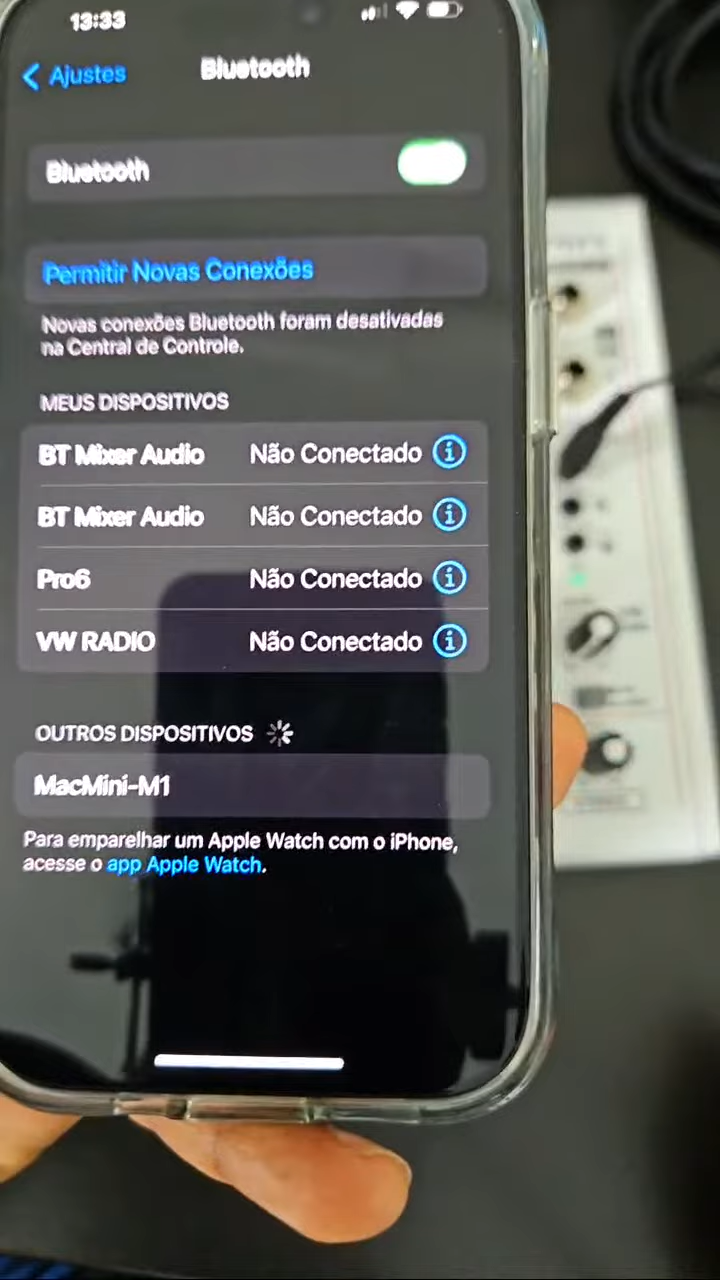 13:33
Ajustes
Bluetooth
Bluetooth
Permitir Novas Conexões
Novas conexões Bluetooth foram desativadas
na Central de Controle.
MEUS DISPOSITIVOS
BT Mixer Audio Não Conectado
BT Mixer Audio Não Conectado
Pro6 Não Conectado
VW RADIO Não Conectado
OUTROS DISPOSITIVOS
MacMini-M1
Para emparelhar um Apple Watch com o iPhone,
acesse o app Apple Watch.